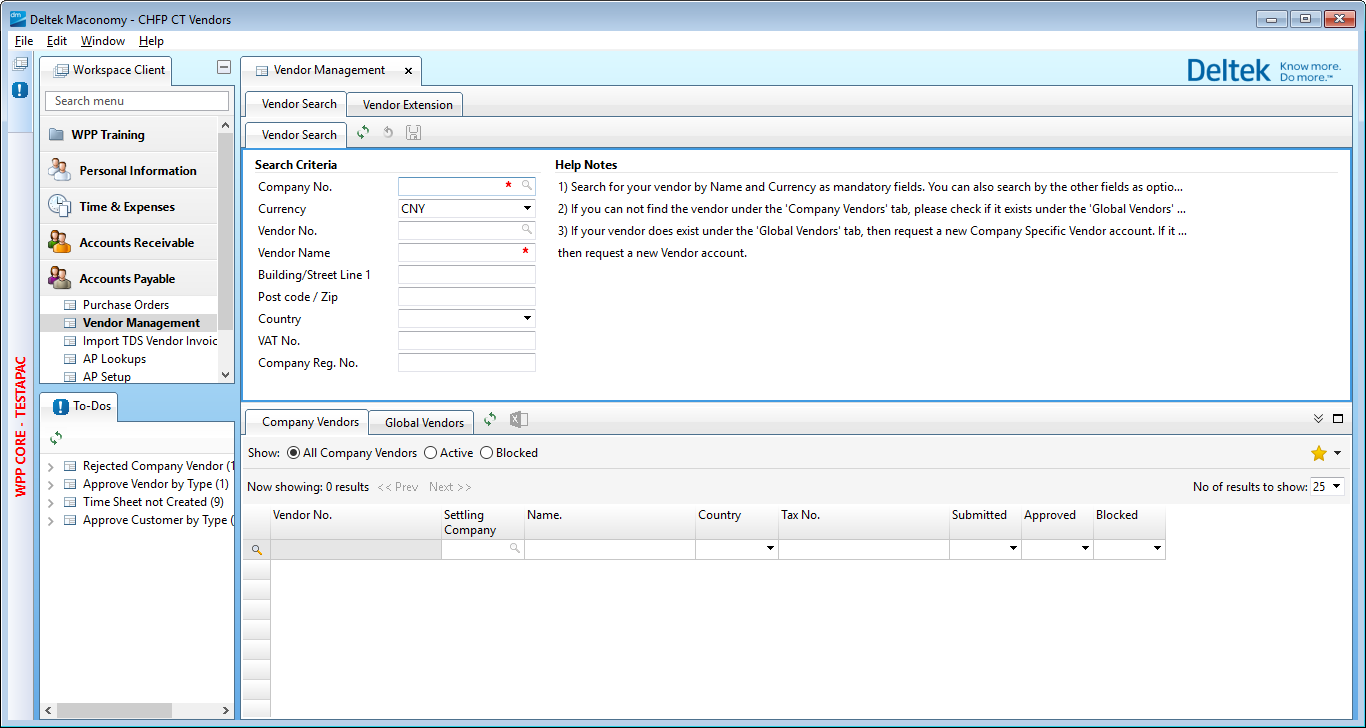 Deltek Maconomy - CHFP CT Vendors
File Edit Window Help
Workspace Client
Search menu
WPP Training
Personal Information
Time & Expenses
Accounts Receivable
Accounts Payable
Purchase Orders
Vendor Management
Import TDS Vendor Invoic
AP Lookups
AP Setup
WPP CORE - TESTAPAC
To-Dos
Rejected Company Vendor (1
Approve Vendor by Type (1)
Time Sheet not Created (9)
Approve Customer by Type (
Vendor Management
Deltek Know more.
Do more.™
Vendor Search Vendor Extension
Vendor Search
Search Criteria
Company No. *
Currency CNY
Vendor No.
Vendor Name *
Building/Street Line 1
Post code / Zip
Country
VAT No.
Company Reg. No.
Help Notes
1) Search for your vendor by Name and Currency as mandatory fields. You can also search by the other fields as optio...
2) If you can not find the vendor under the 'Company Vendors' tab, please check if it exists under the 'Global Vendors' ...
3) If your vendor does exist under the 'Global Vendors' tab, then request a new Company Specific Vendor account. If it ...
then request a new Vendor account.
Company Vendors Global Vendors
Show: All Company Vendors Active Blocked
Now showing: 0 results << Prev Next >> No of results to show: 25
Vendor No. Settling Company Name. Country Tax No. Submitted Approved Blocked